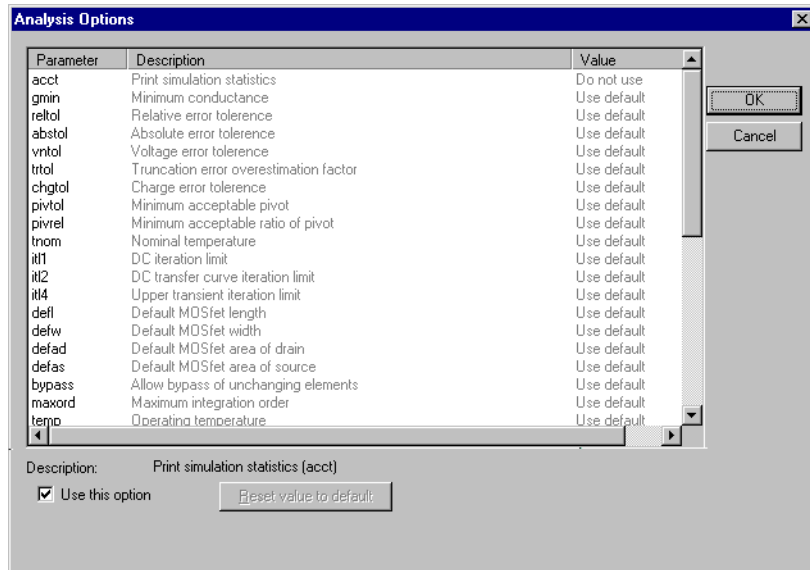 Analysis Options
Parameter Description Value
acct Print simulation statistics Do not use
gmin Minimum conductance Use default
reltol Relative error tolerence Use default
abstol Absolute error tolerence Use default
vntol Voltage error tolerence Use default
trtol Truncation error overestimation factor Use default
chgtol Charge error tolerence Use default
pivtol Minimum acceptable pivot Use default
pivrel Minimum acceptable ratio of pivot Use default
tnom Nominal temperature Use default
itl1 DC iteration limit Use default
itl2 DC transfer curve iteration limit Use default
itl4 Upper transient iteration limit Use default
defl Default MOSfet length Use default
defw Default MOSfet width Use default
defad Default MOSfet area of drain Use default
defas Default MOSfet area of source Use default
bypass Allow bypass of unchanging elements Use default
maxord Maximum integration order Use default
temp Operating temperature Use default
OK
Cancel
Description: Print simulation statistics (acct)
Use this option Reset value to default